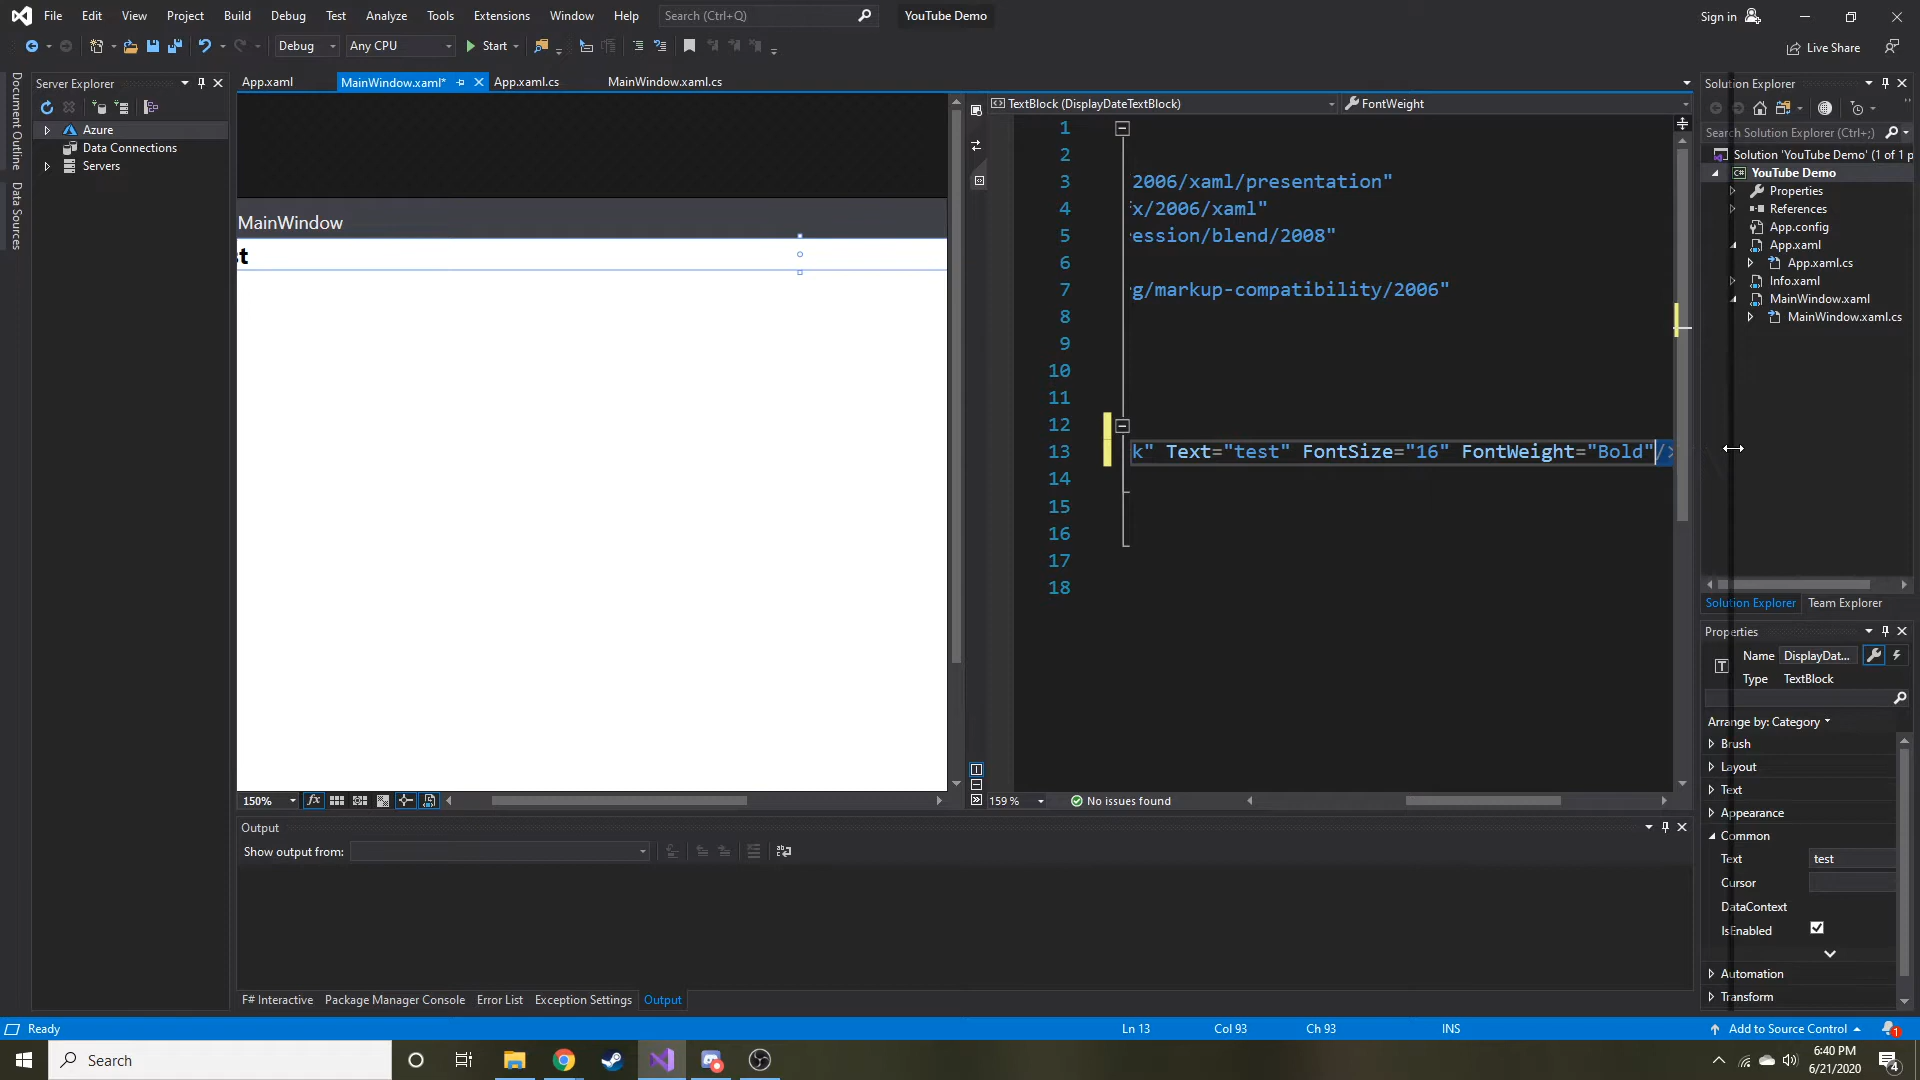 File Edit View Project Build Debug Test Analyze Tools Extensions Window Help Search (Ctrl+Q) YouTube Demo Sign in
Debug Any CPU Start Live Share
Document Outline
Data Sources
Server Explorer
Azure
Data Connections
Servers
App.xaml MainWindow.xaml* App.xaml.cs MainWindow.xaml.cs
MainWindow
st
TextBlock (DisplayDateTextBlock) FontWeight
1
2
3 2006/xaml/presentation"
4 fx/2006/xaml"
5 ession/blend/2008"
6
7 g/markup-compatibility/2006"
8
9
10
11
12
13 k" Text="test" FontSize="16" FontWeight="Bold"/>
14
15
16
17
18
150%
159 % No issues found
Output
Show output from:
F# Interactive Package Manager Console Error List Exception Settings Output
Solution Explorer
Search Solution Explorer (Ctrl+;)
Solution 'YouTube Demo' (1 of 1 p
YouTube Demo
Properties
References
App.config
App.xaml
App.xaml.cs
Info.xaml
MainWindow.xaml
MainWindow.xaml.cs
Solution Explorer Team Explorer
Properties
Name DisplayDat...
Type TextBlock
Arrange by: Category
Brush
Layout
Text
Appearance
Common
Text test
Cursor
DataContext
IsEnabled
Automation
Transform
Ready Ln 13 Col 93 Ch 93 INS Add to Source Control 1
Search 6:40 PM
6/21/2020 4